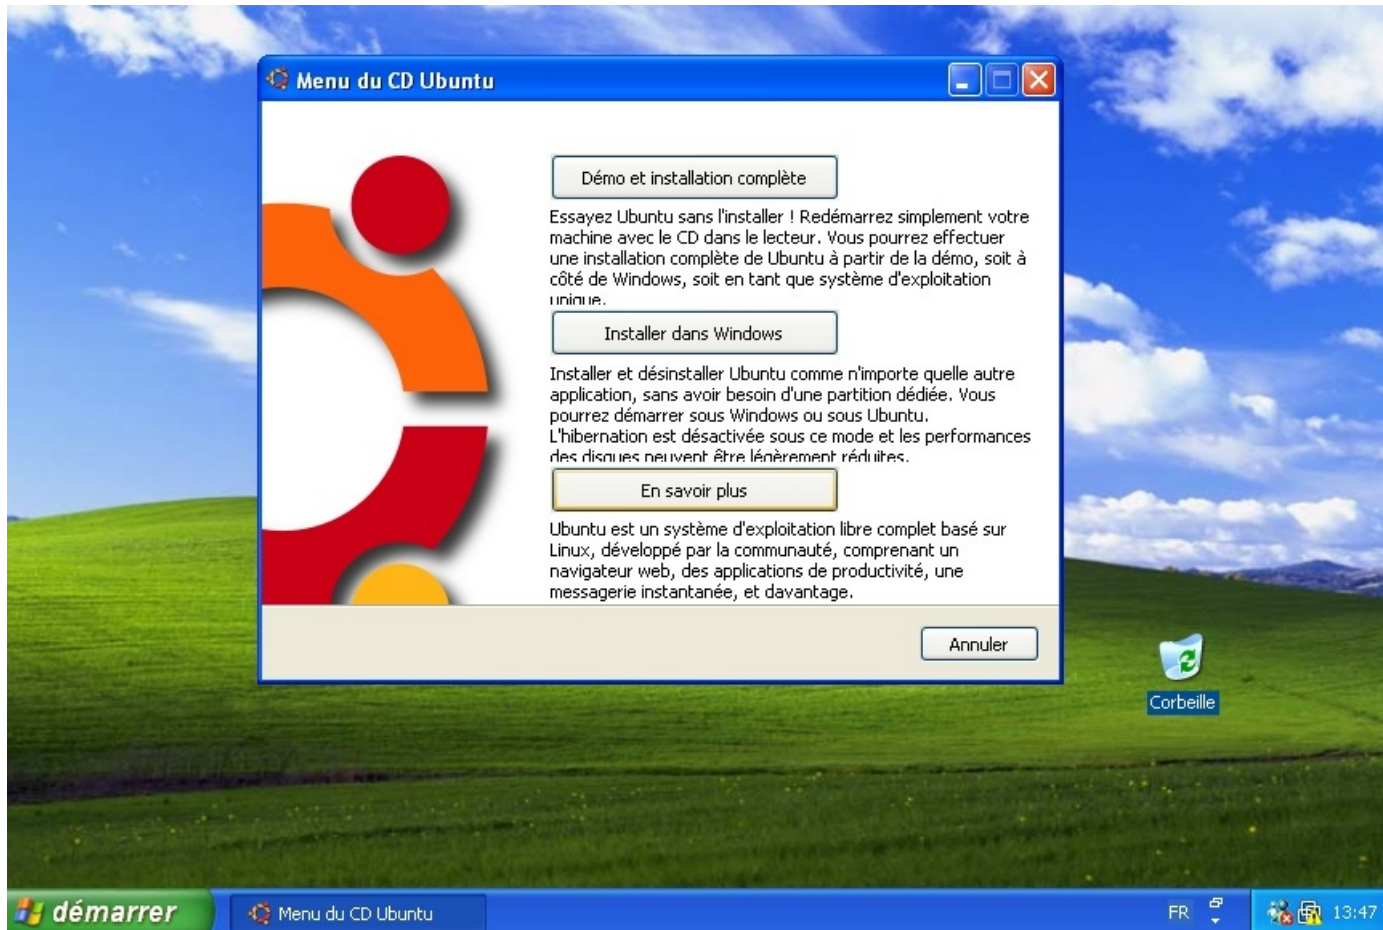 Menu du CD Ubuntu
Démo et installation complète
Essayez Ubuntu sans l'installer ! Redémarrez simplement votre
machine avec le CD dans le lecteur. Vous pourrez effectuer
une installation complète de Ubuntu à partir de la démo, soit à
côté de Windows, soit en tant que système d'exploitation
unique.
Installer dans Windows
Installer et désinstaller Ubuntu comme n'importe quelle autre
application, sans avoir besoin d'une partition dédiée. Vous
pourrez démarrer sous Windows ou sous Ubuntu.
L'hibernation est désactivée sous ce mode et les performances
des disques peuvent être légèrement réduites.
En savoir plus
Ubuntu est un système d'exploitation libre complet basé sur
Linux, développé par la communauté, comprenant un
navigateur web, des applications de productivité, une
messagerie instantanée, et davantage.
Annuler
Corbeille
démarrer
Menu du CD Ubuntu
FR
13:47